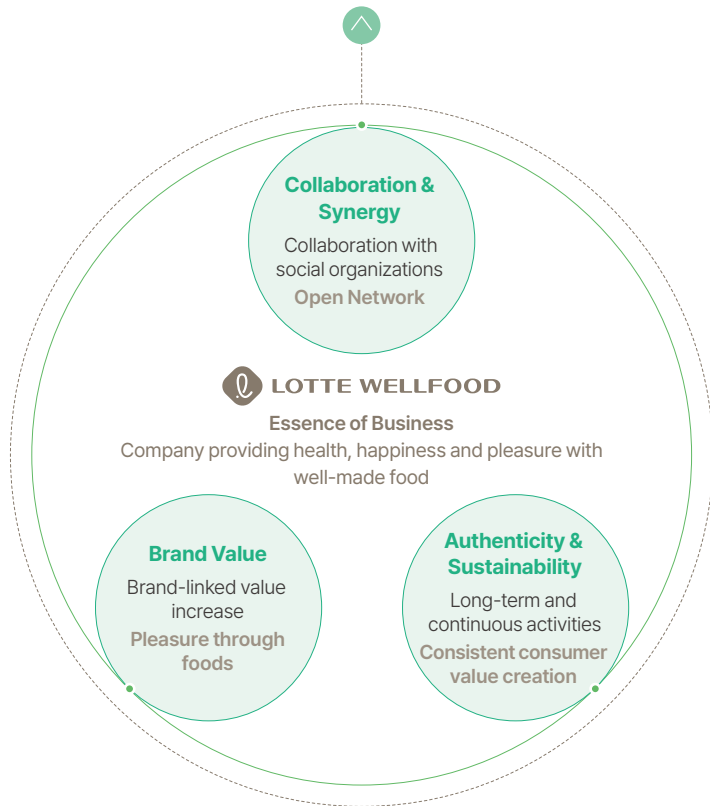 Collaboration &
Synergy
Collaboration with
social organizations
Open Network
LOTTE WELLFOOD
Essence of Business
Company providing health, happiness and pleasure with
well-made food
Brand Value
Brand-linked value
increase
Pleasure through
foods
Authenticity &
Sustainability
Long-term and
continuous activities
Consistent consumer
value creation